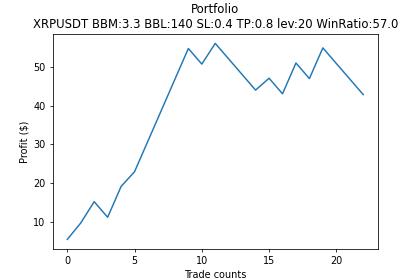 Portfolio
XRPUSDT BBM:3.3 BBL:140 SL:0.4 TP:0.8 lev:20 WinRatio:57.0
Profit ($)
50
40
30
20
10
0
5
10
15
20
Trade counts